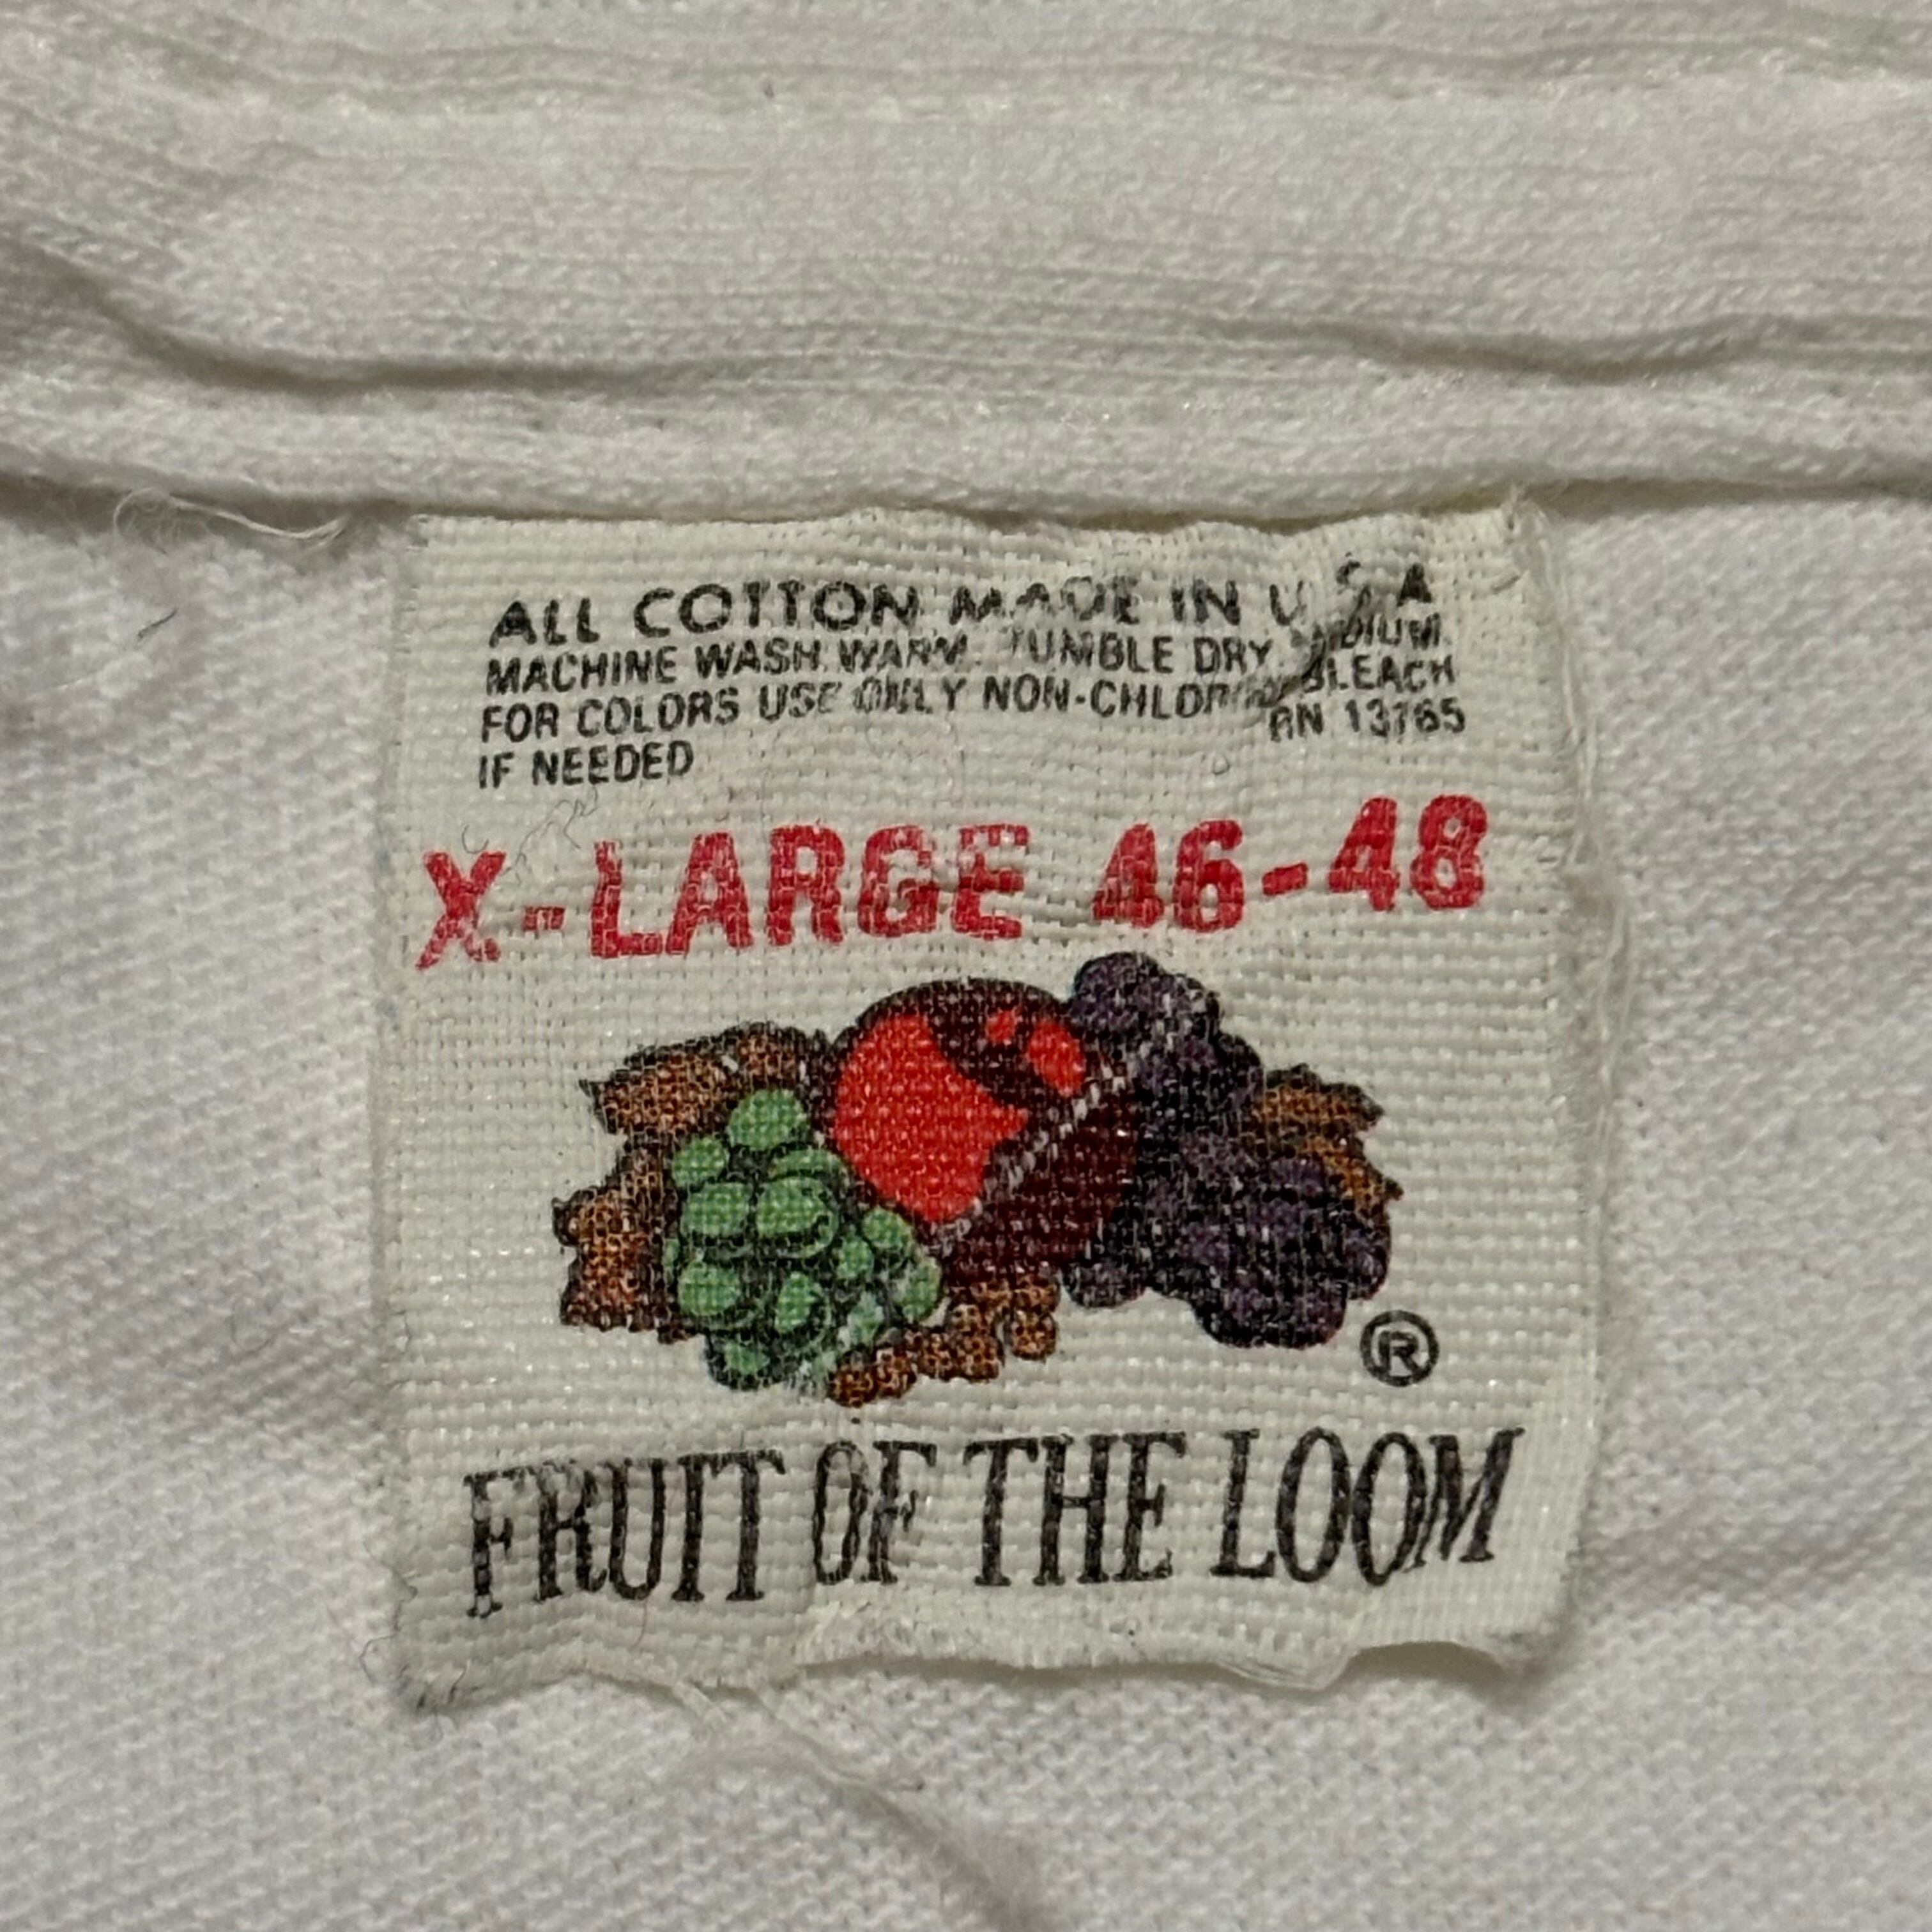 ALL COTTON MADE IN U.S.A
MACHINE WASH WARM. TUMBLE DRY MEDIUM.
FOR COLORS USE ONLY NON-CHLORINE BLEACH
IF NEEDED RN 13765
X-LARGE 46-48
®
FRUIT OF THE LOOM